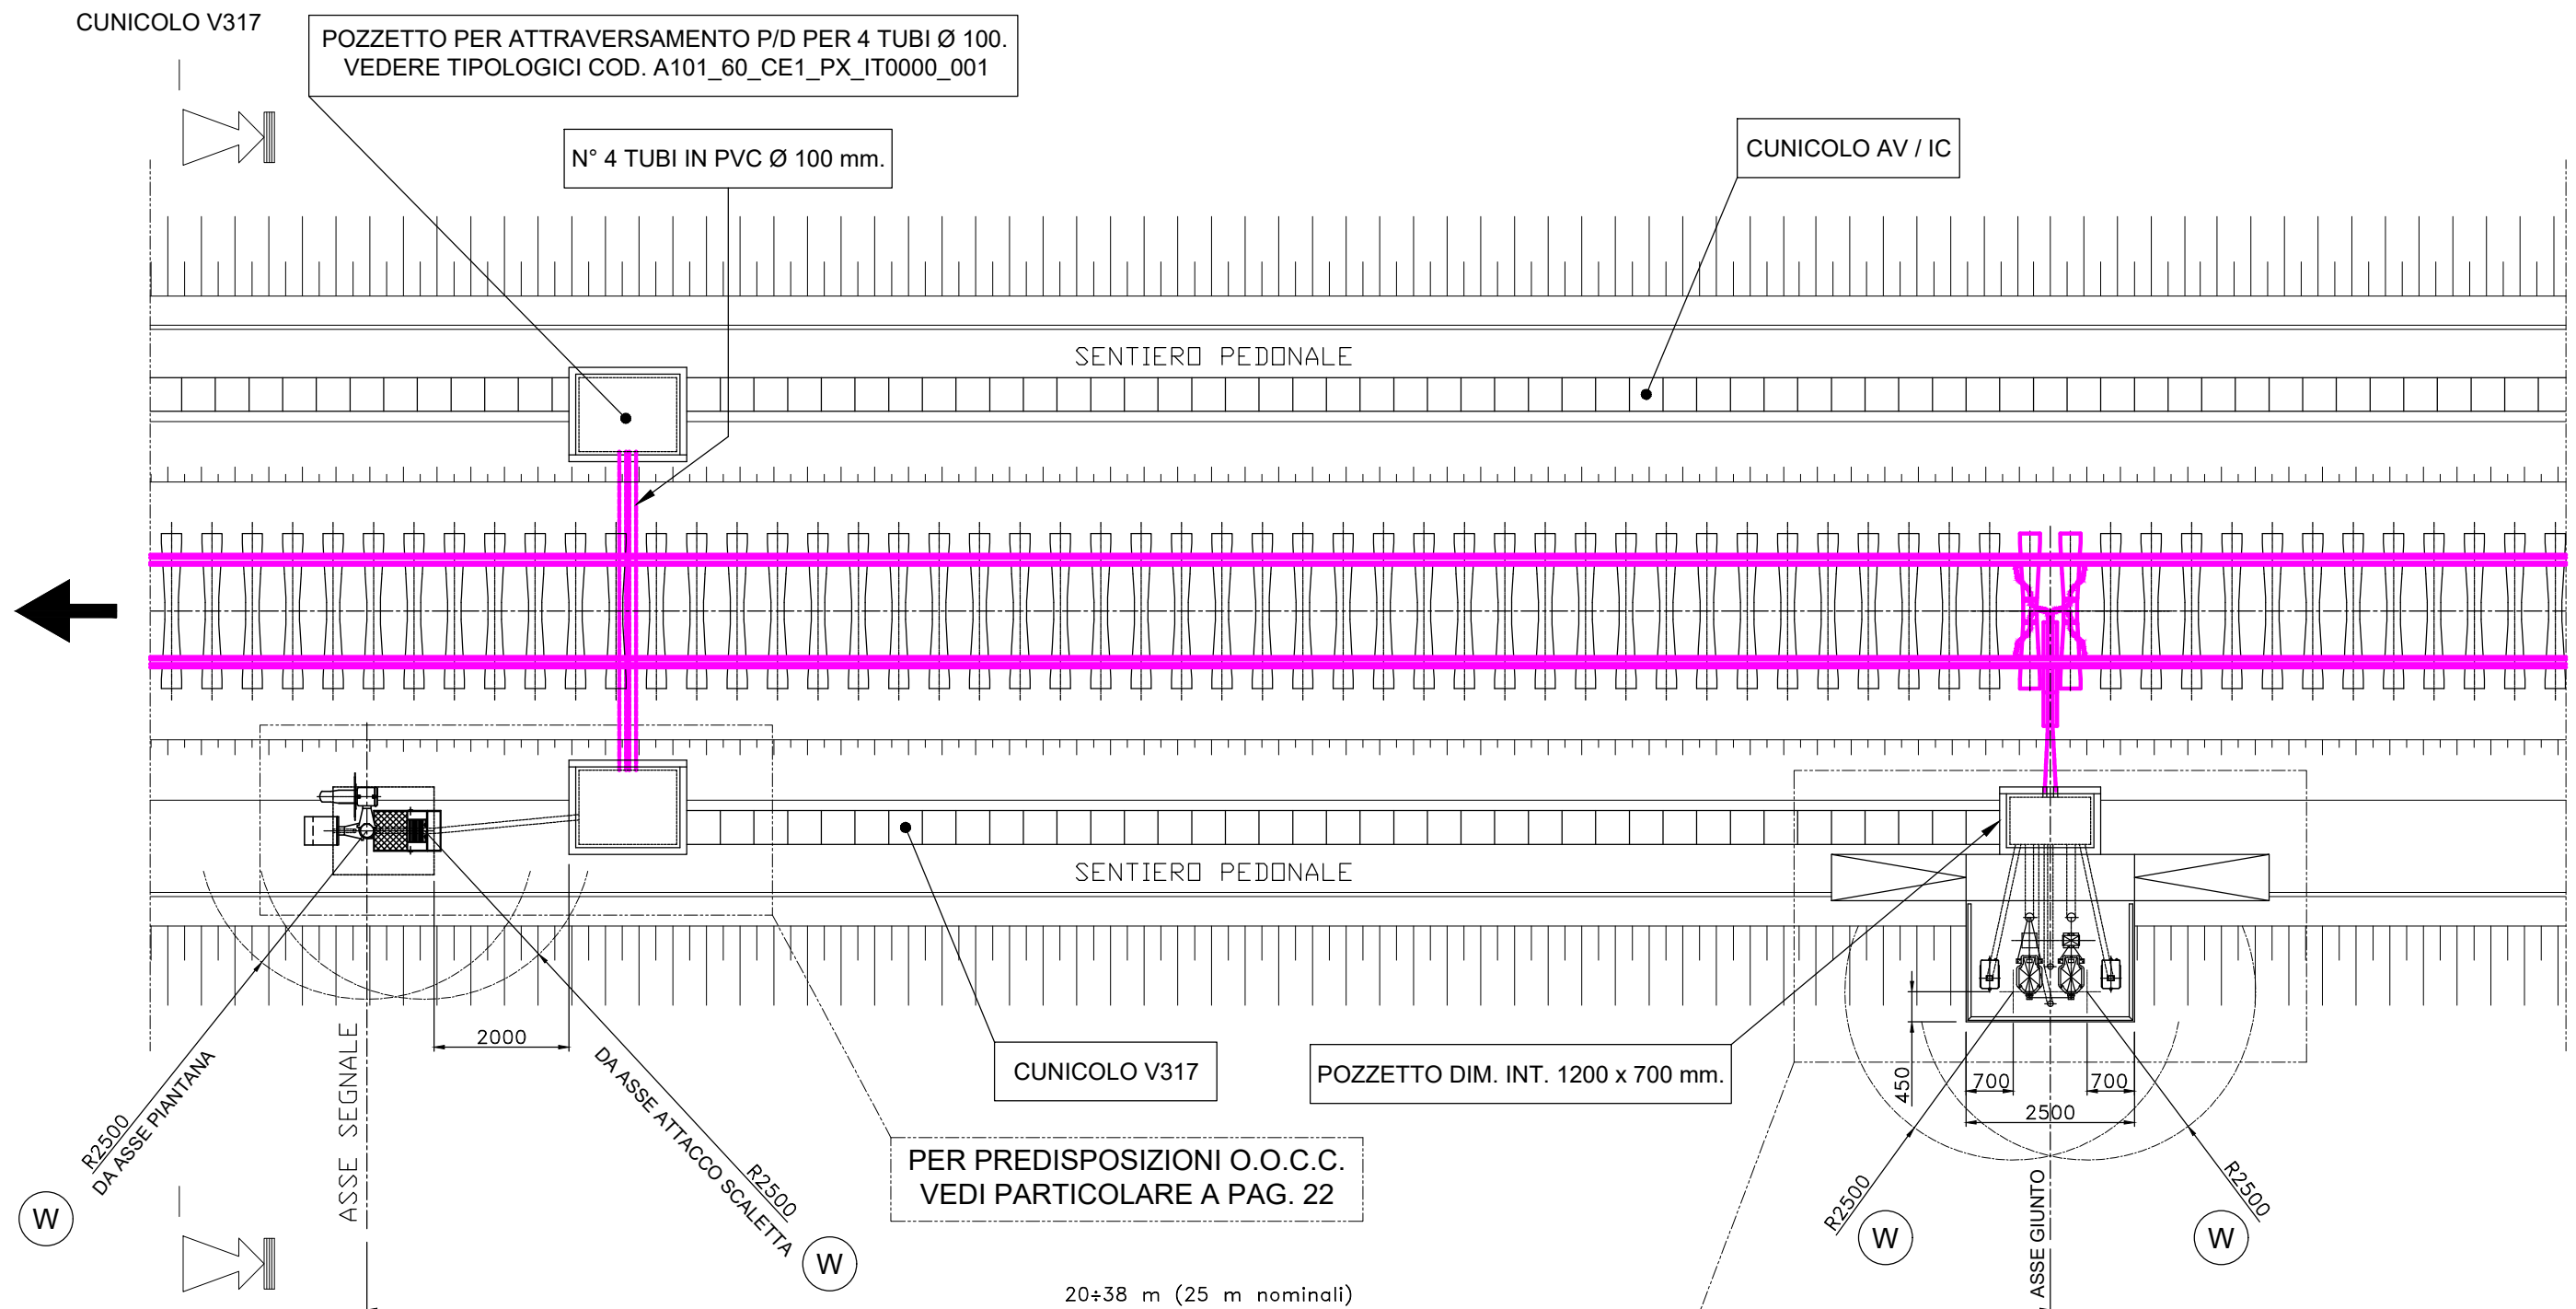 CUNICOLO V317
POZZETTO PER ATTRAVERSAMENTO P/D PER 4 TUBI Ø 100.
VEDERE TIPOLOGICI COD. A101_60_CE1_PX_IT0000_001
N° 4 TUBI IN PVC Ø 100 mm.
CUNICOLO AV / IC
SENTIERO PEDONALE
SENTIERO PEDONALE
2000
CUNICOLO V317
POZZETTO DIM. INT. 1200 x 700 mm.
450
700
700
2500
R2500
DA ASSE PIANTANA
ASSE SEGNALE
DA ASSE ATTACCO SCALETTA
R2500
PER PREDISPOSIZIONI O.O.C.C.
VEDI PARTICOLARE A PAG. 22
R2500
R2500
ASSE GIUNTO
W
W
W
W
20÷38 m (25 m nominali)